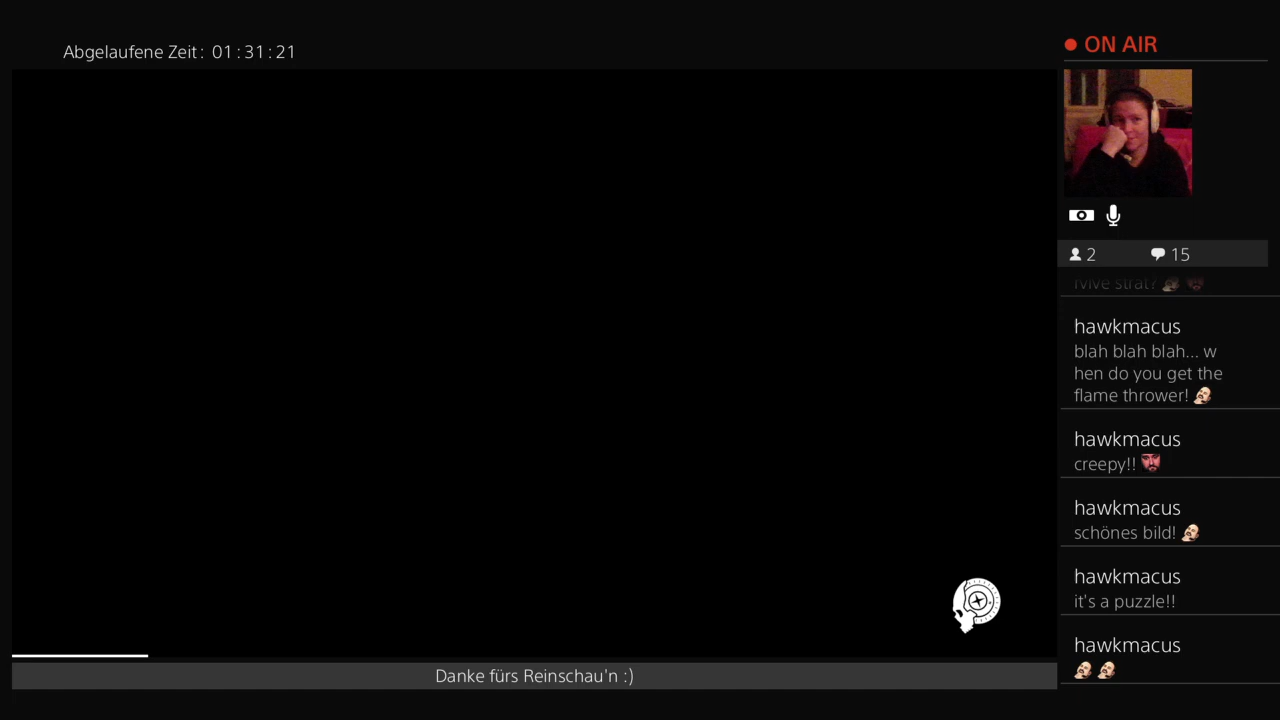 Abgelaufene Zeit: 01:31:21
ON AIR
2 15
strat?
hawkmacus
blah blah blah... w
hen do you get the
flame thrower!
hawkmacus
creepy!!
hawkmacus
schönes bild!
hawkmacus
it's a puzzle!!
hawkmacus
Danke fürs Reinschau'n :)